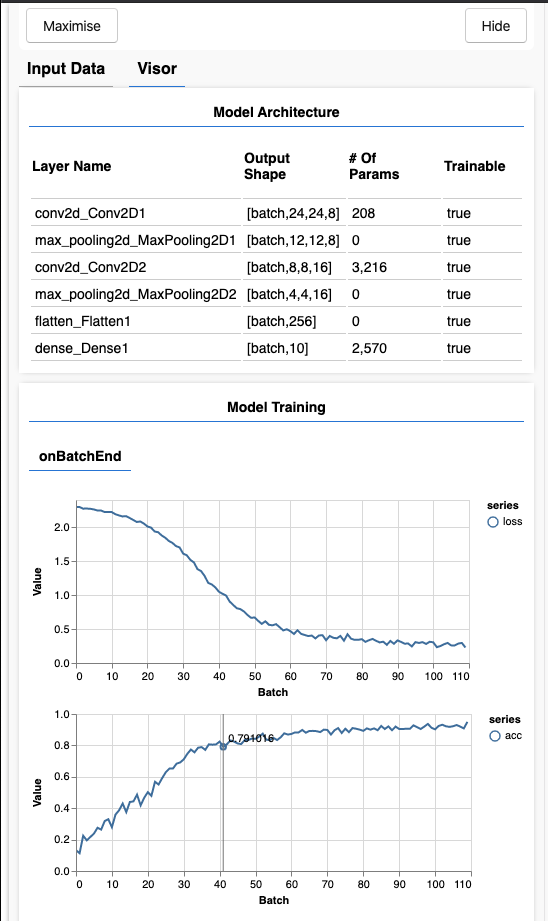 Maximise Hide
Input Data Visor
Model Architecture
Layer Name Output Shape # Of Params Trainable
conv2d_Conv2D1 [batch,24,24,8] 208 true
max_pooling2d_MaxPooling2D1 [batch,12,12,8] 0 true
conv2d_Conv2D2 [batch,8,8,16] 3,216 true
max_pooling2d_MaxPooling2D2 [batch,4,4,16] 0 true
flatten_Flatten1 [batch,256] 0 true
dense_Dense1 [batch,10] 2,570 true
Model Training
onBatchEnd
series
loss
2.0
1.5
1.0
0.5
0.0
Value
0 10 20 30 40 50 60 70 80 90 100 110
Batch
series
acc
1.0
0.8
0.6
0.4
0.2
0.0
Value
0.791016
0 10 20 30 40 50 60 70 80 90 100 110
Batch